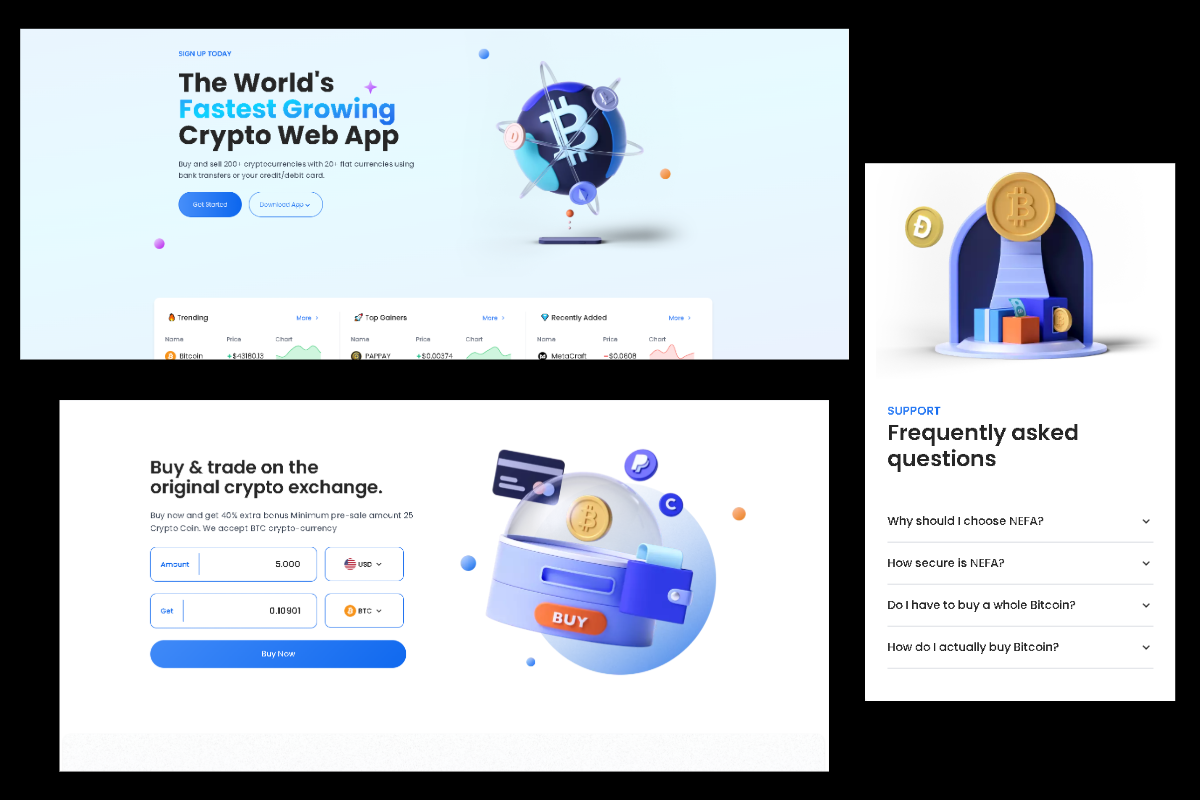 SIGN UP TODAY
The World's
Fastest Growing
Crypto Web App
Buy and sell 200+ cryptocurrencies with 20+ flat currencies using
bank transfers or your credit/debit card.
Get Started
Download App
Trending
More >
Name Price Chart
Bitcoin +$43180.13
Top Gainers
More >
Name Price Chart
PAPPAY +$0.00374
Recently Added
More >
Name Price Chart
MetaCraft -$0.0608
Buy & trade on the
original crypto exchange.
Buy now and get 40% extra bonus Minimum pre-sale amount 25
Crypto Coin. We accept BTC crypto-currency
Amount 5.000
USD
Get 0.10901
BTC
Buy Now
BUY
SUPPORT
Frequently asked
questions
Why should I choose NEFA?
How secure is NEFA?
Do I have to buy a whole Bitcoin?
How do I actually buy Bitcoin?